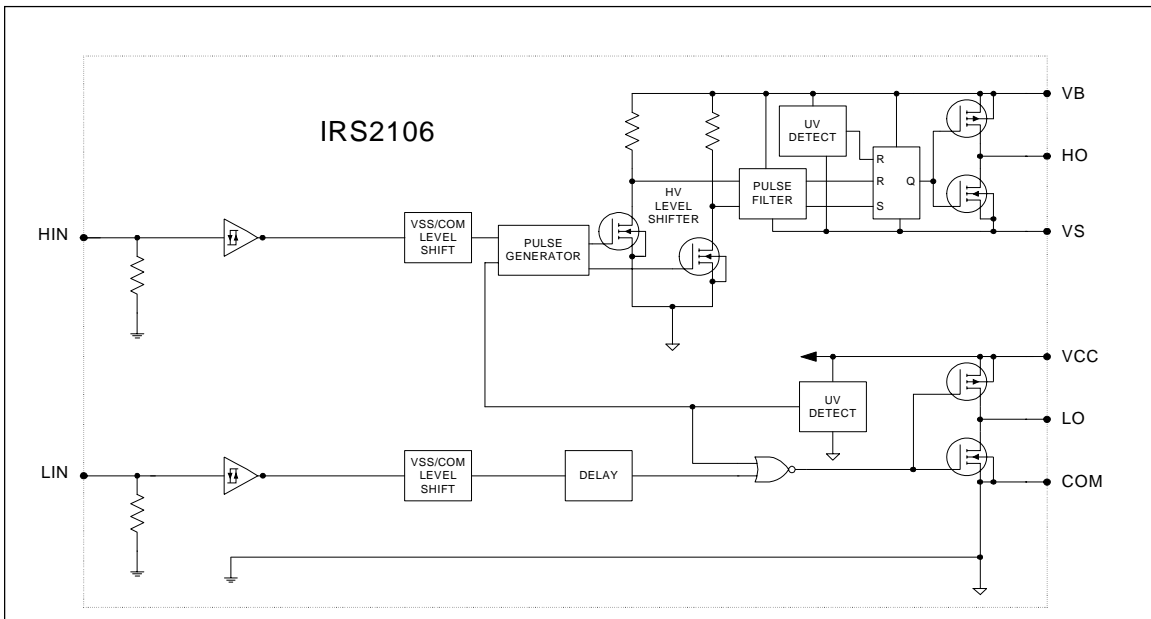 IRS2106
VB
UV
DETECT
HO
R
R
Q
S
PULSE
FILTER
HV
LEVEL
SHIFTER
VS
HIN
VSS/COM
LEVEL
SHIFT
PULSE
GENERATOR
VCC
UV
DETECT
LO
LIN
VSS/COM
LEVEL
SHIFT
DELAY
COM